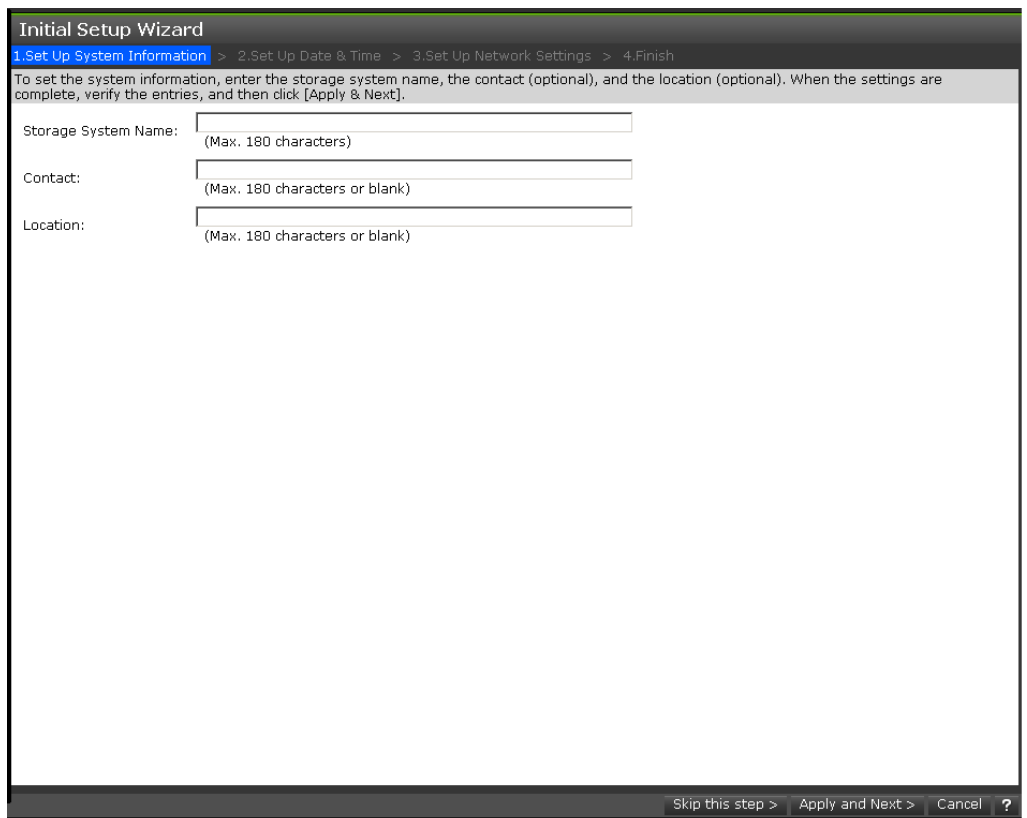 Initial Setup Wizard
1.Set Up System Information > 2.Set Up Date & Time > 3.Set Up Network Settings > 4.Finish
To set the system information, enter the storage system name, the contact (optional), and the location (optional). When the settings are
complete, verify the entries, and then click [Apply & Next].
Storage System Name:
(Max. 180 characters)
Contact:
(Max. 180 characters or blank)
Location:
(Max. 180 characters or blank)
Skip this step > Apply and Next > Cancel ?